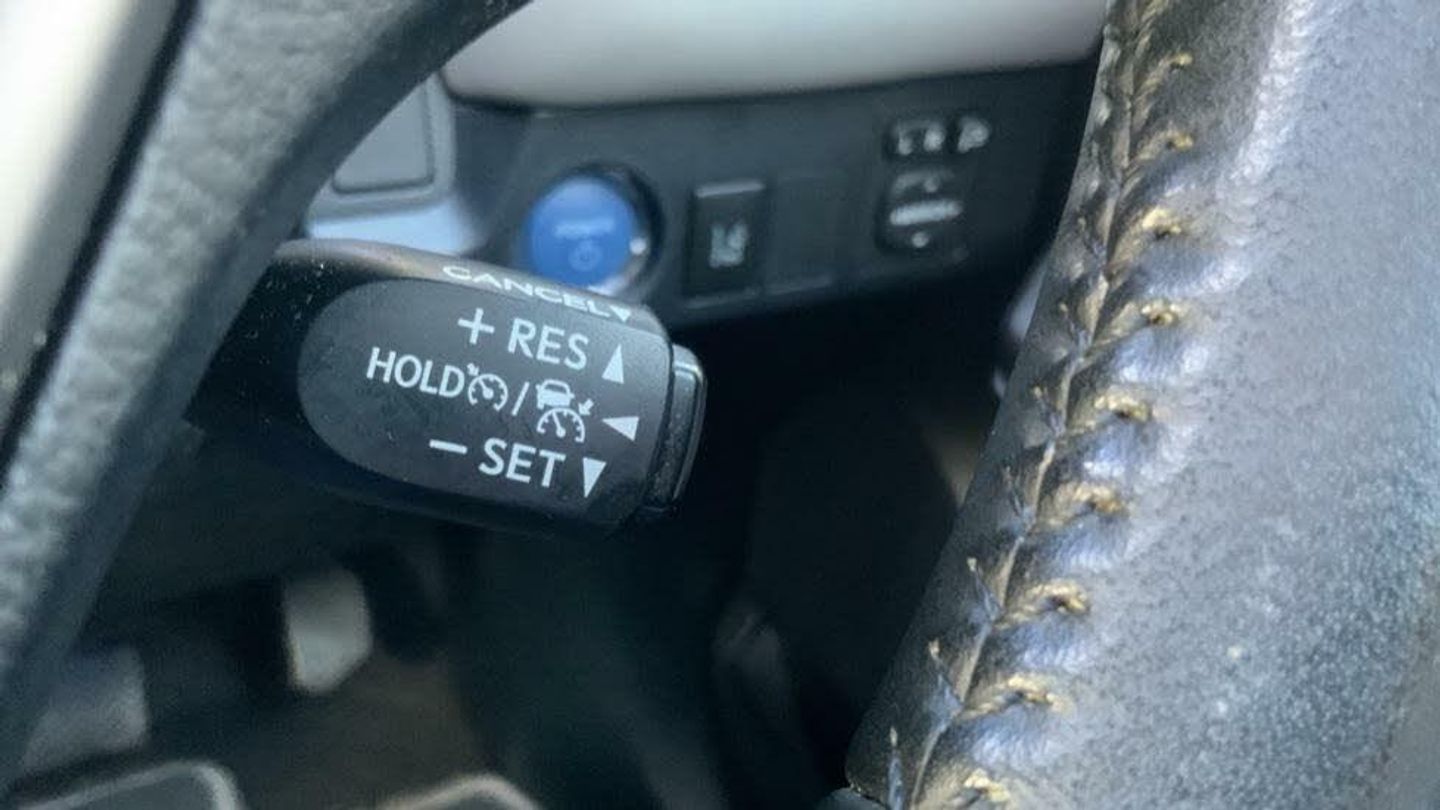 CANCEL▼
+ RES ▲
HOLD / ◀
− SET ▼